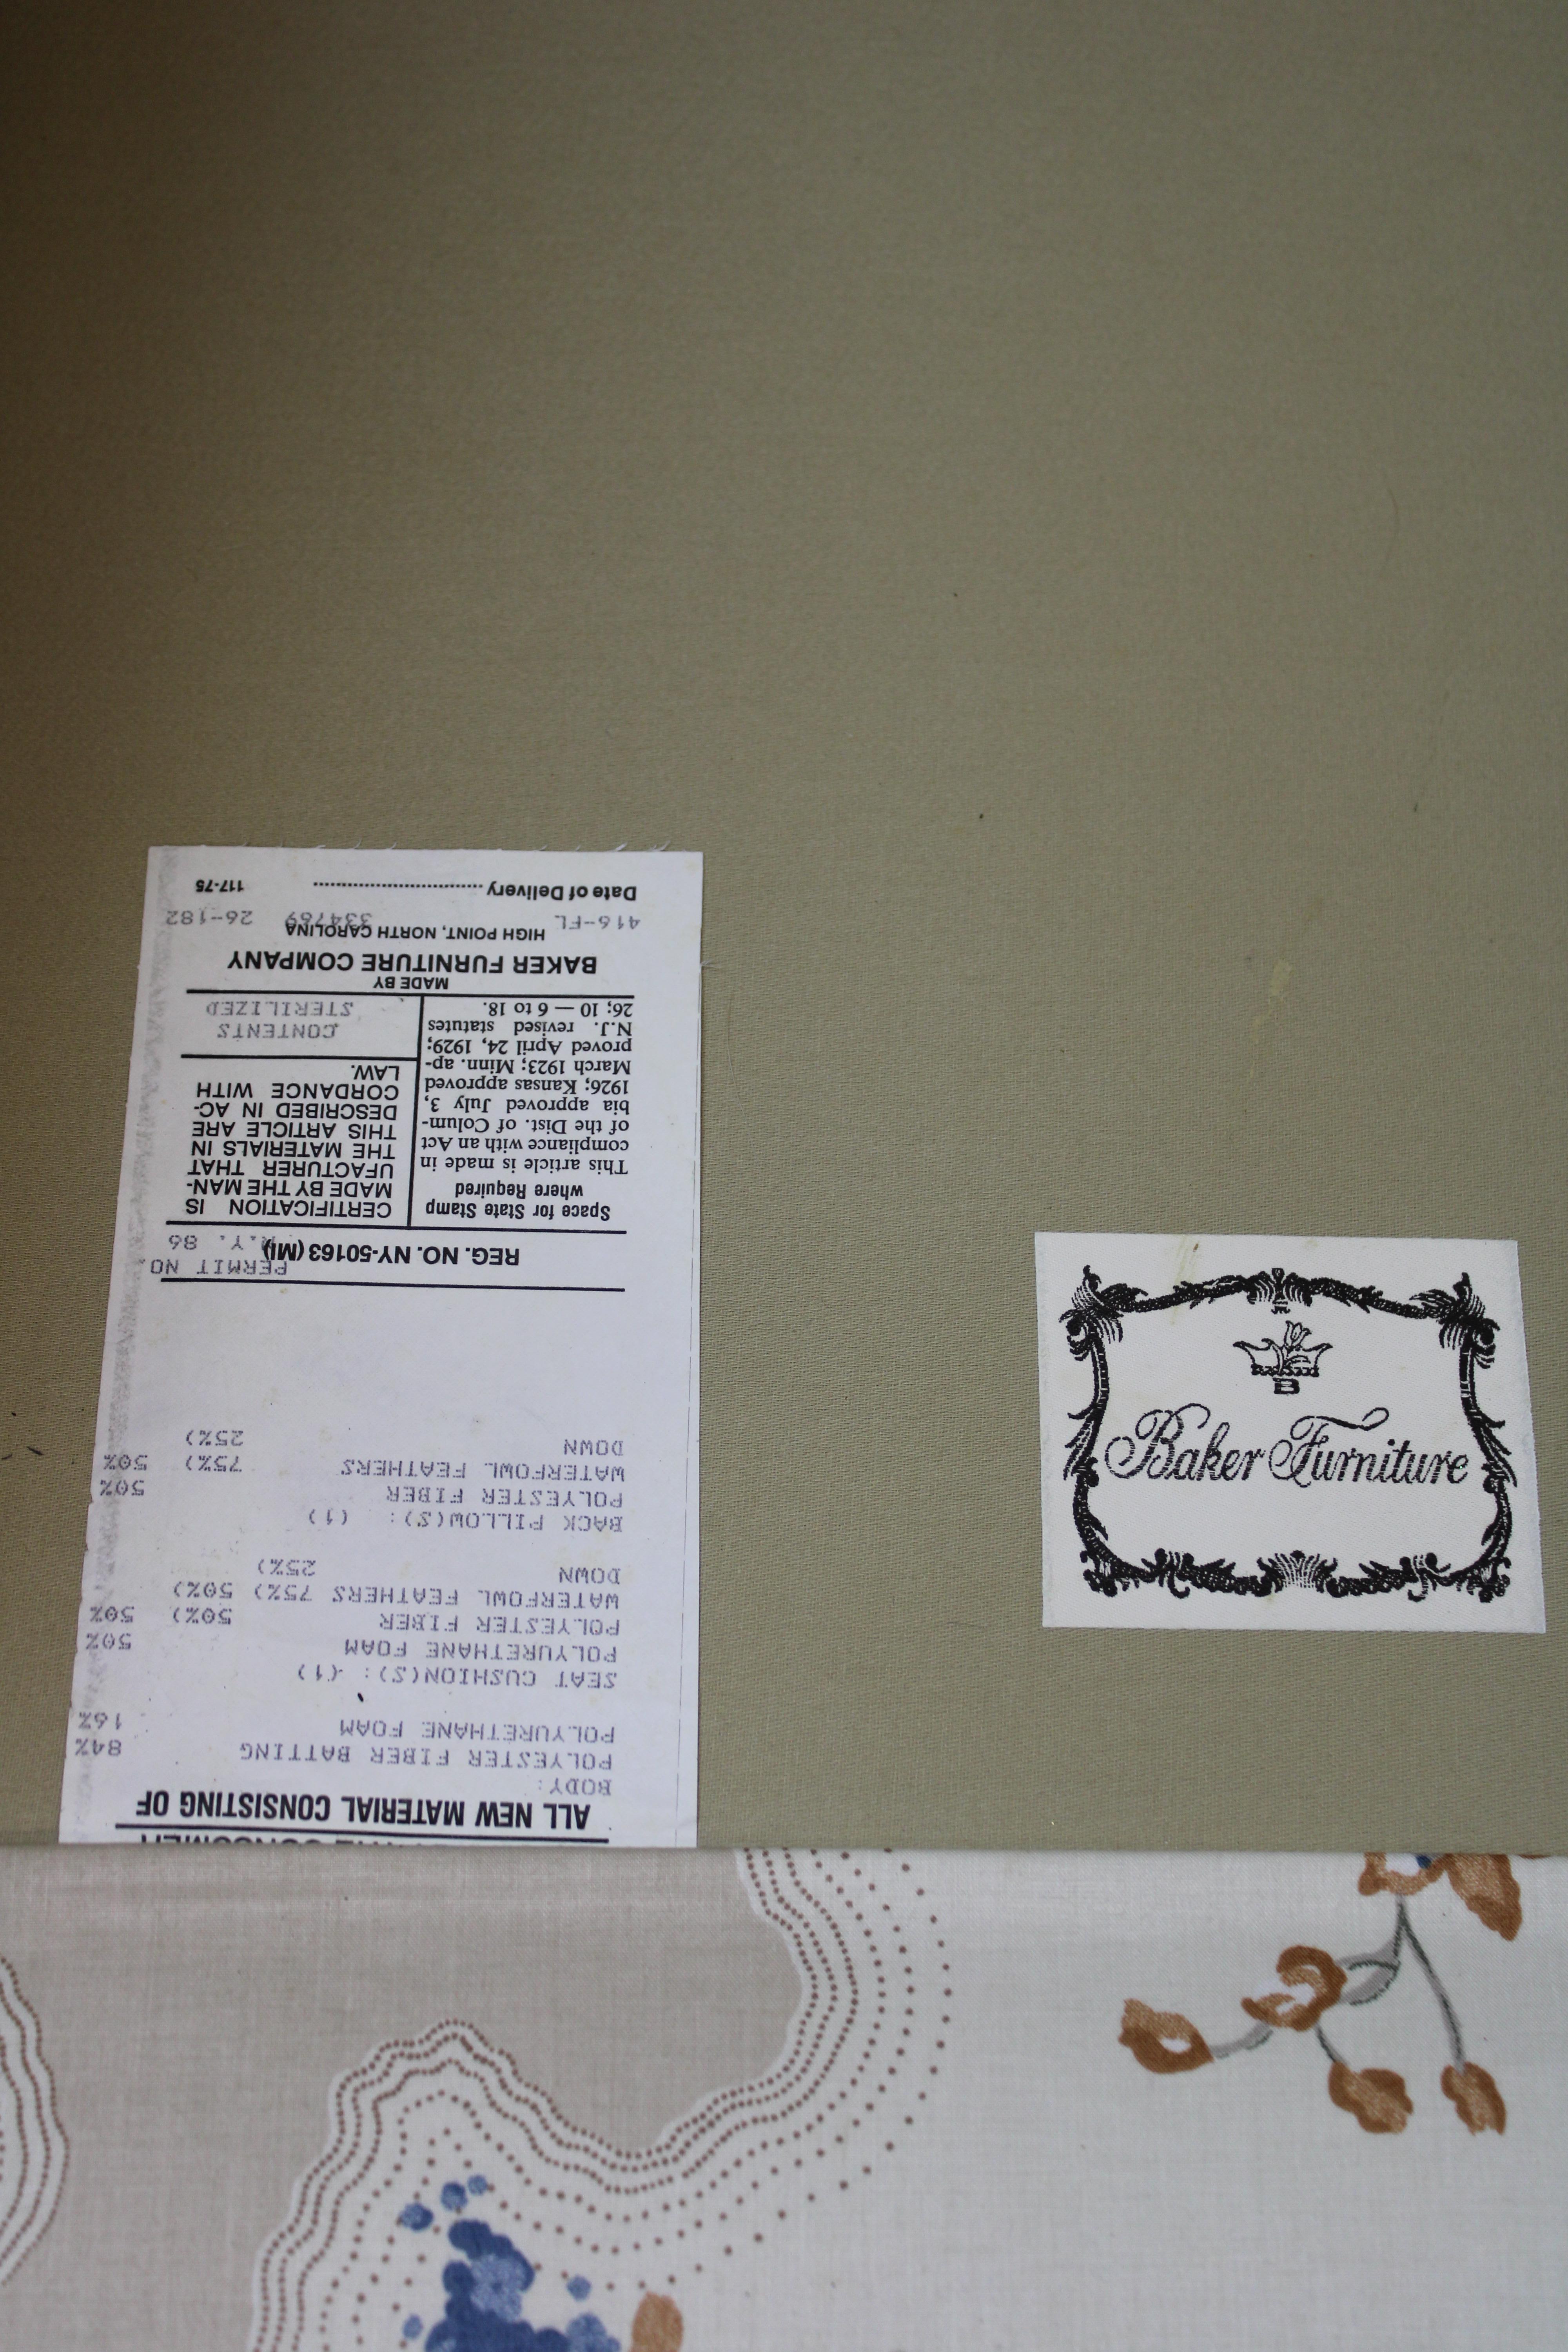 ALL NEW MATERIAL CONSISTING OF
BODY:
POLYESTER FIBER BATTING 84%
POLYURETHANE FOAM 16%
SEAT CUSHION(S): (1)
POLYURETHANE FOAM 50%
POLYESTER FIBER (50%) 50%
WATERFOWL FEATHERS (75%) 50%)
DOWN 25%)
BACK PILLOW(S): (1)
POLYESTER FIBER 50%
WATERFOWL FEATHERS (75%) 50%
DOWN 25%)
PERMIT NO.
REG. NO. NY-50163 (MI) N.Y. 86
Space for State Stamp
where Required
This article is made in
compliance with an Act
of the Dist. of Colum-
bia approved July 3,
1926; Kansas approved
March 1923; Minn. ap-
proved April 24, 1929;
N.J. revised statutes
26; 10 — 6 to 18.
CERTIFICATION IS
MADE BY THE MAN-
UFACTURER THAT
THE MATERIALS IN
THIS ARTICLE ARE
DESCRIBED IN AC-
CORDANCE WITH
LAW.
CONTENTS
STERILIZED
MADE BY
BAKER FURNITURE COMPANY
HIGH POINT, NORTH CAROLINA
416-FL 334769 26-182
Date of Delivery ................................ 117-75
B
Baker Furniture